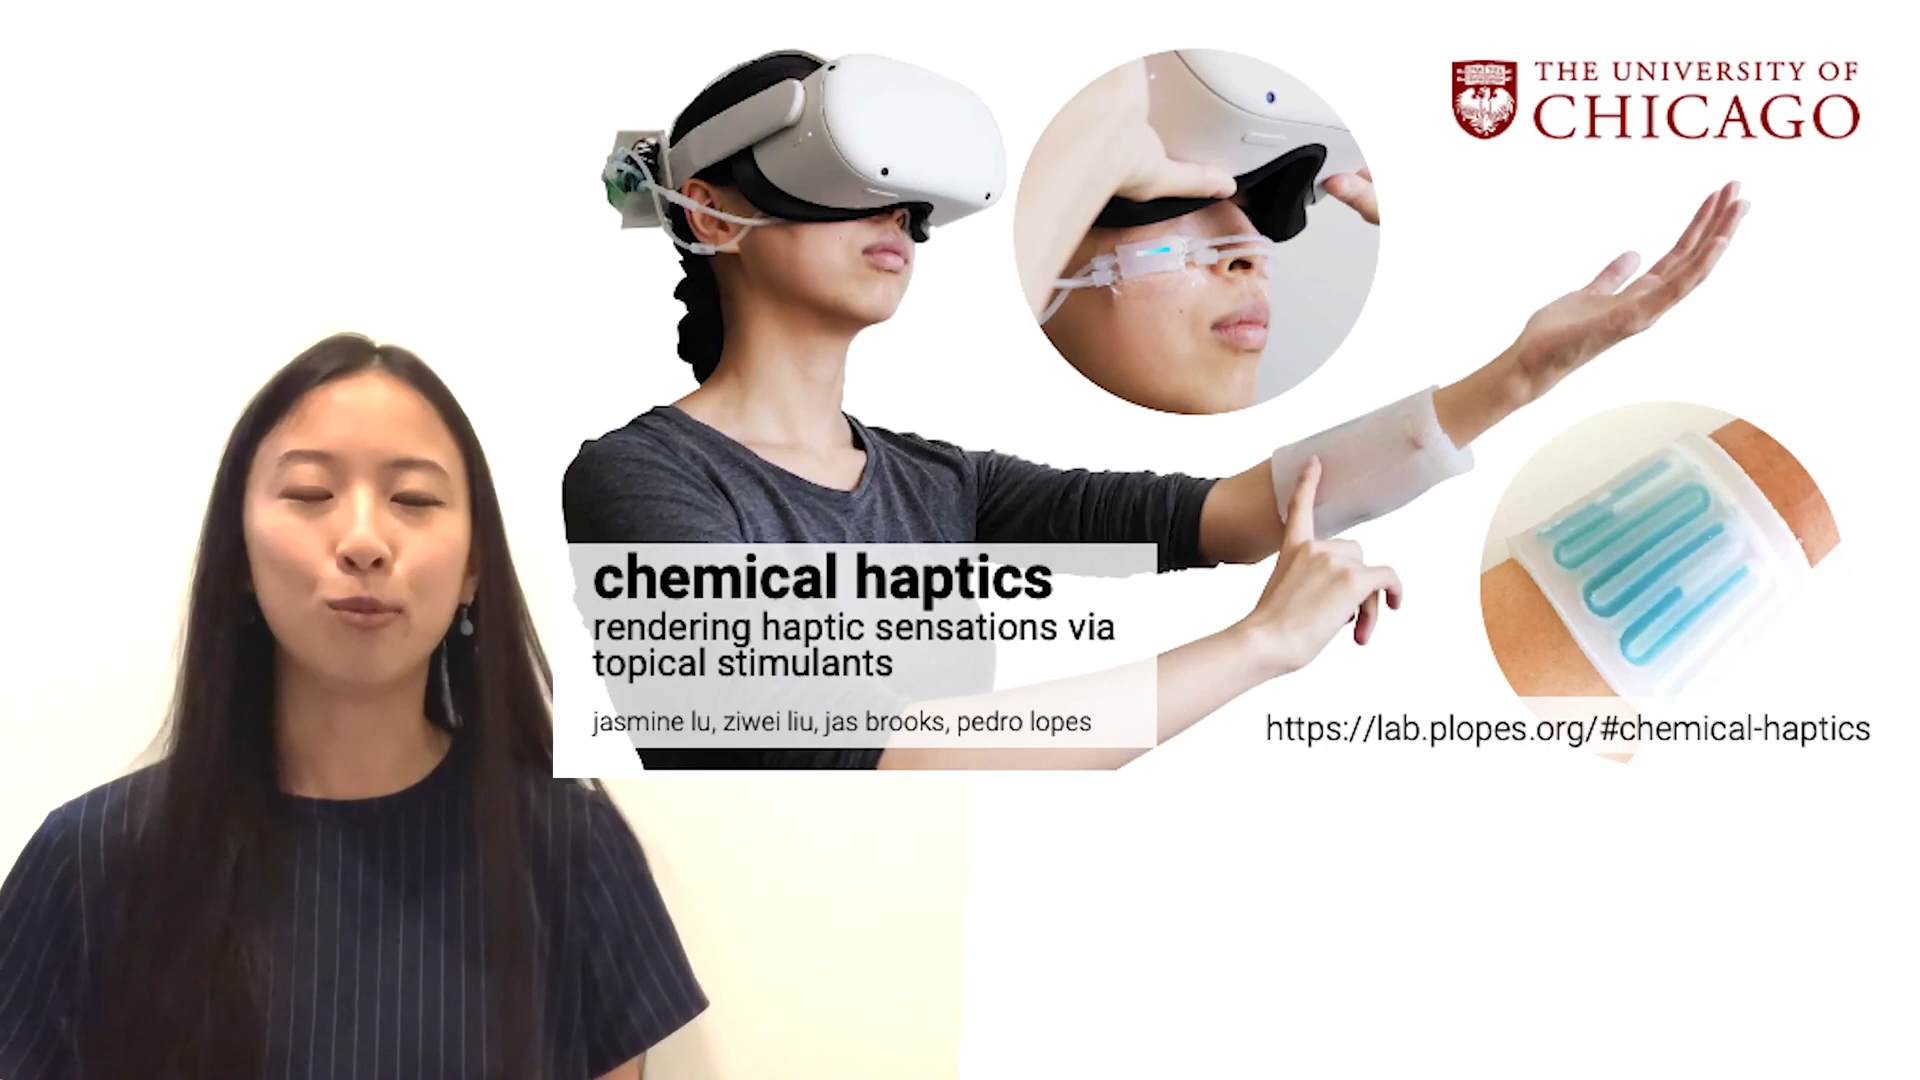 THE UNIVERSITY OF
CHICAGO
chemical haptics
rendering haptic sensations via
topical stimulants
jasmine lu, ziwei liu, jas brooks, pedro lopes
https://lab.plopes.org/#chemical-haptics